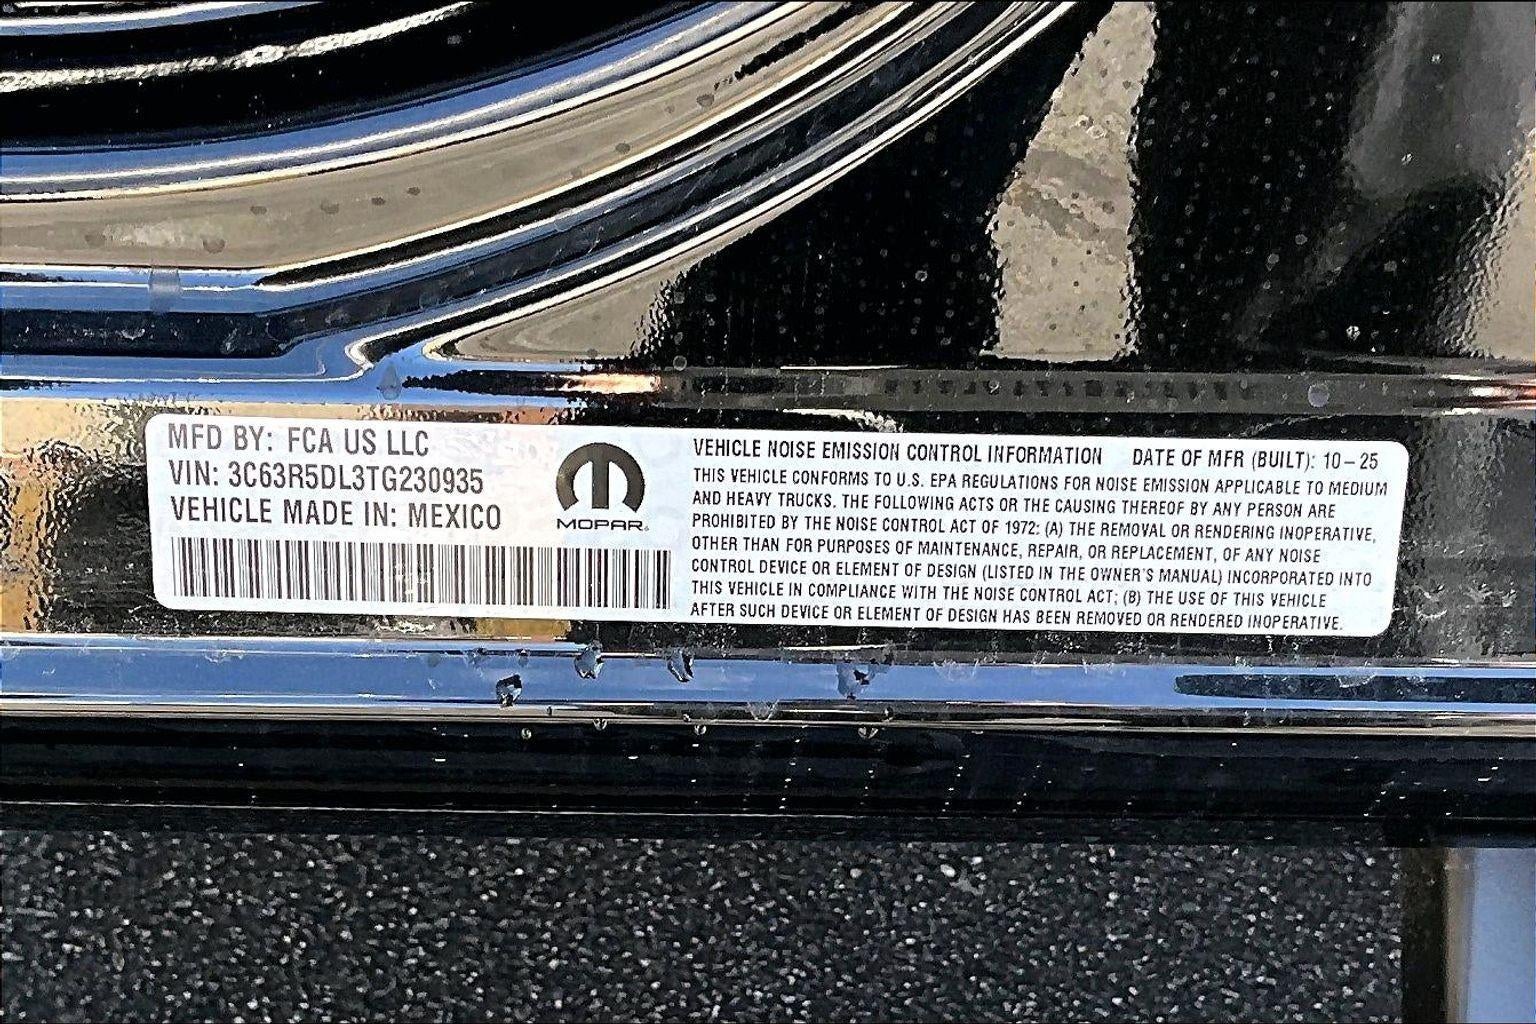 MFD BY: FCA US LLC
VIN: 3C63R5DL3TG230935
VEHICLE MADE IN: MEXICO
MOPAR
VEHICLE NOISE EMISSION CONTROL INFORMATION DATE OF MFR (BUILT): 10-25
THIS VEHICLE CONFORMS TO U.S. EPA REGULATIONS FOR NOISE EMISSION APPLICABLE TO MEDIUM
AND HEAVY TRUCKS. THE FOLLOWING ACTS OR THE CAUSING THEREOF BY ANY PERSON ARE
PROHIBITED BY THE NOISE CONTROL ACT OF 1972: (A) THE REMOVAL OR RENDERING INOPERATIVE,
OTHER THAN FOR PURPOSES OF MAINTENANCE, REPAIR, OR REPLACEMENT, OF ANY NOISE
CONTROL DEVICE OR ELEMENT OF DESIGN (LISTED IN THE OWNER'S MANUAL) INCORPORATED INTO
THIS VEHICLE IN COMPLIANCE WITH THE NOISE CONTROL ACT; (B) THE USE OF THIS VEHICLE
AFTER SUCH DEVICE OR ELEMENT OF DESIGN HAS BEEN REMOVED OR RENDERED INOPERATIVE.